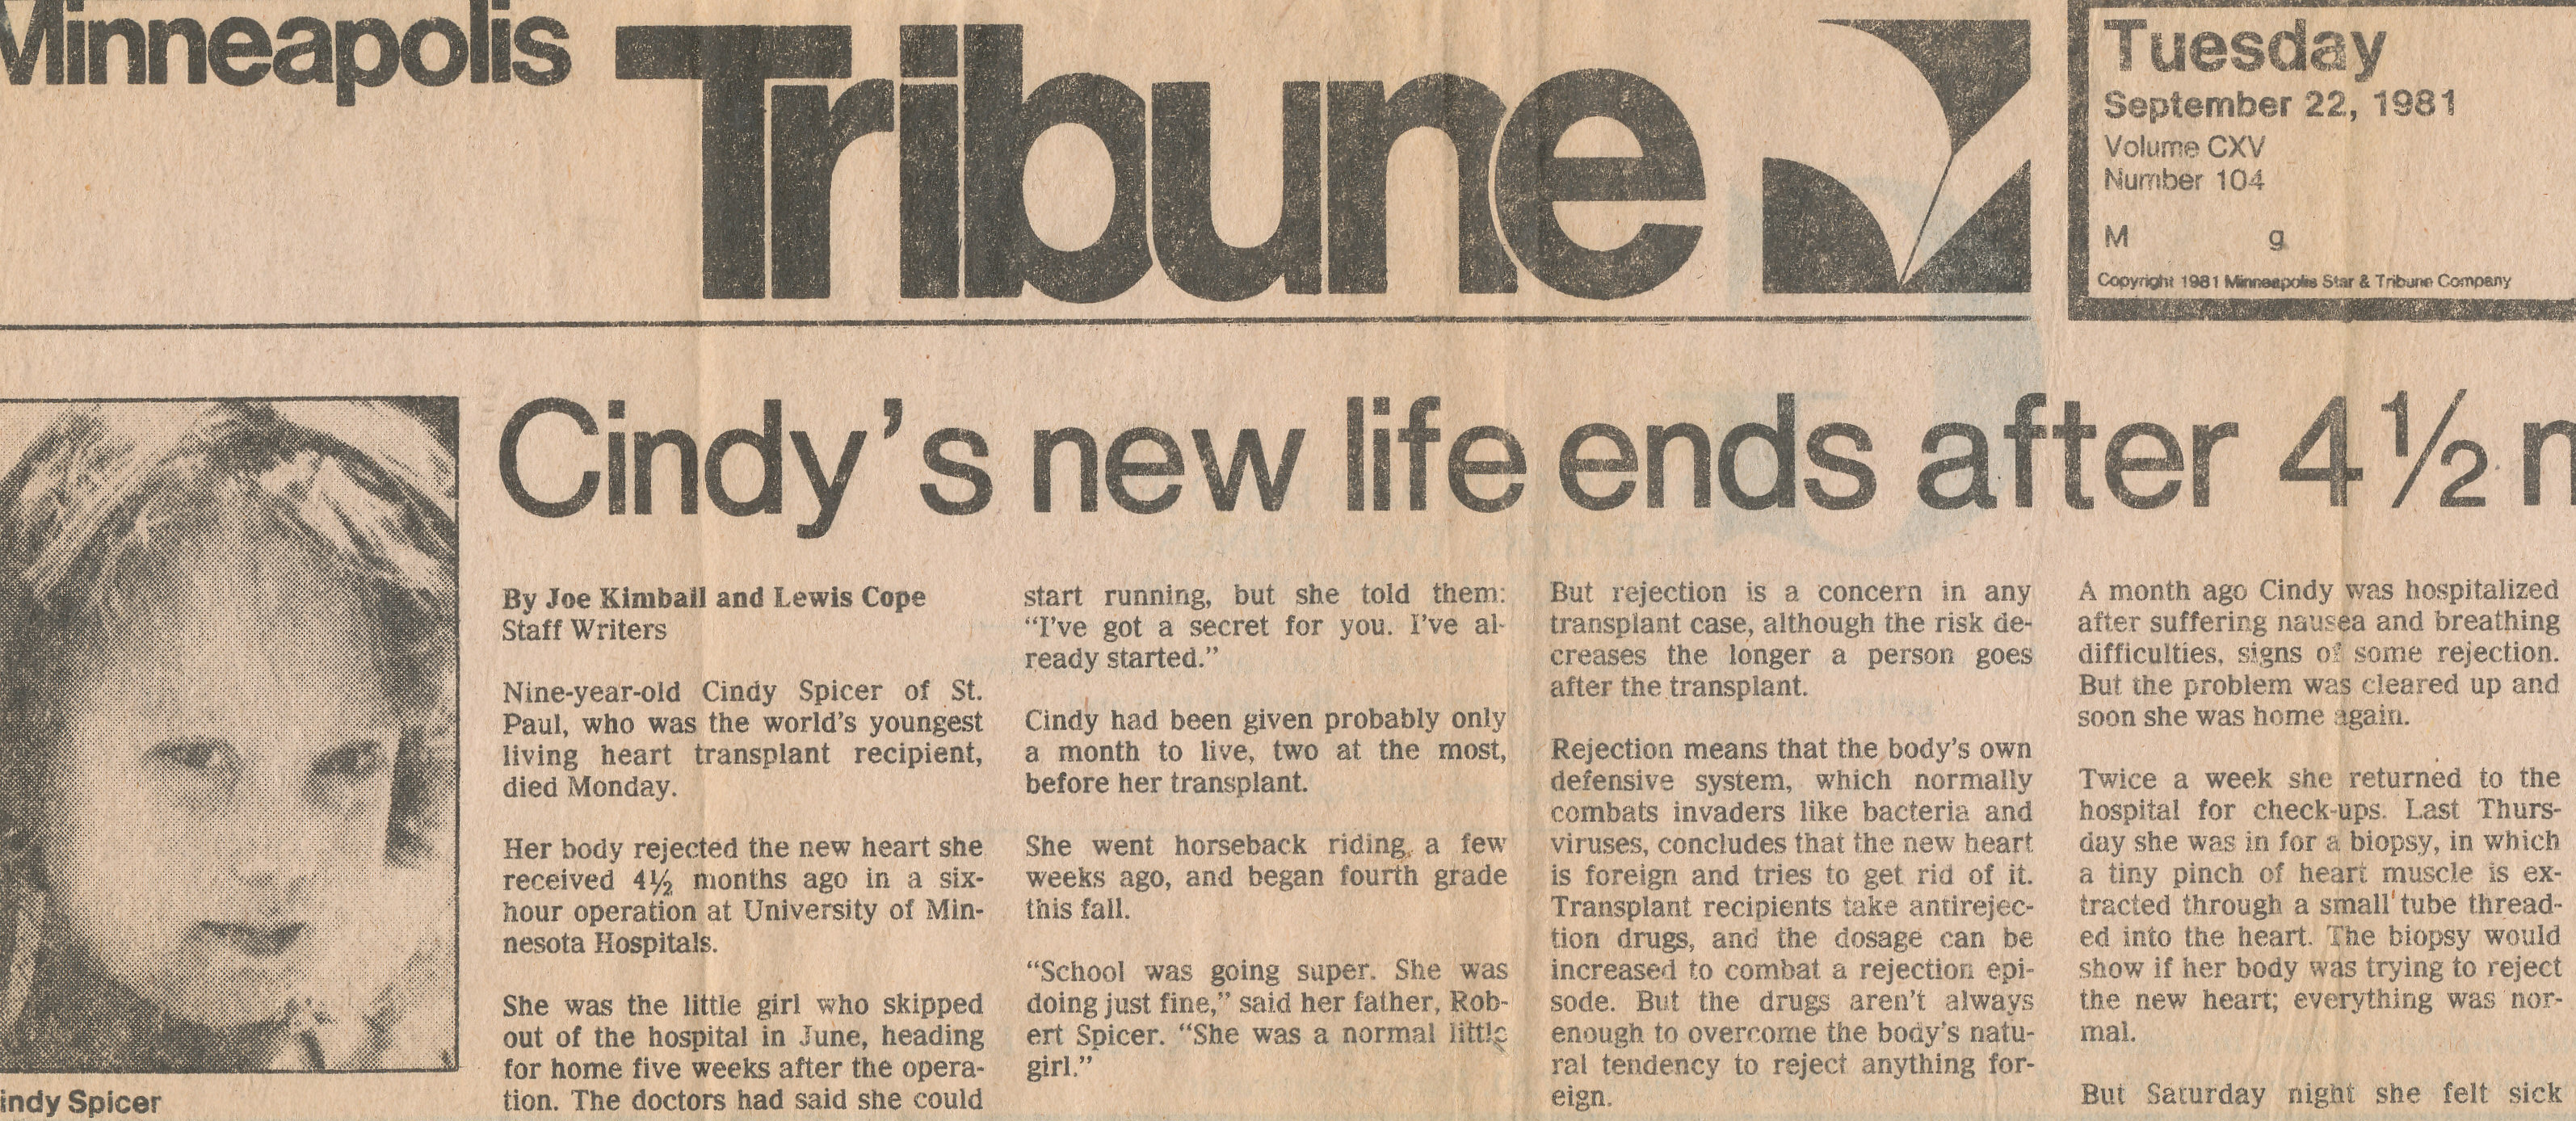 Minneapolis
Tribune
Tuesday
September 22, 1981
Volume CXV
Number 104
M g
Copyright 1981 Minneapolis Star & Tribune Company
Cindy's new life ends after 4½
indy Spicer
By Joe Kimball and Lewis Cope
Staff Writers
Nine-year-old Cindy Spicer of St.
Paul, who was the world's youngest
living heart transplant recipient,
died Monday.
Her body rejected the new heart she
received 4½ months ago in a six-
hour operation at University of Min-
nesota Hospitals.
She was the little girl who skipped
out of the hospital in June, heading
for home five weeks after the opera-
tion. The doctors had said she could
start running, but she told them:
“I've got a secret for you. I've al-
ready started.”
Cindy had been given probably only
a month to live, two at the most,
before her transplant.
She went horseback riding a few
weeks ago, and began fourth grade
this fall.
“School was going super. She was
doing just fine,” said her father, Rob-
ert Spicer. “She was a normal little
girl.”
But rejection is a concern in any
transplant case, although the risk de-
creases the longer a person goes
after the transplant.
Rejection means that the body's own
defensive system, which normally
combats invaders like bacteria and
viruses, concludes that the new heart
is foreign and tries to get rid of it.
Transplant recipients take antirejec-
tion drugs, and the dosage can be
increased to combat a rejection epi-
sode. But the drugs aren't always
enough to overcome the body's natu-
ral tendency to reject anything for-
eign.
A month ago Cindy was hospitalized
after suffering nausea and breathing
difficulties, signs of some rejection.
But the problem was cleared up and
soon she was home again.
Twice a week she returned to the
hospital for check-ups. Last Thurs-
day she was in for a biopsy, in which
a tiny pinch of heart muscle is ex-
tracted through a small tube thread-
ed into the heart. The biopsy would
show if her body was trying to reject
the new heart; everything was nor-
mal.
But Saturday night she felt sick